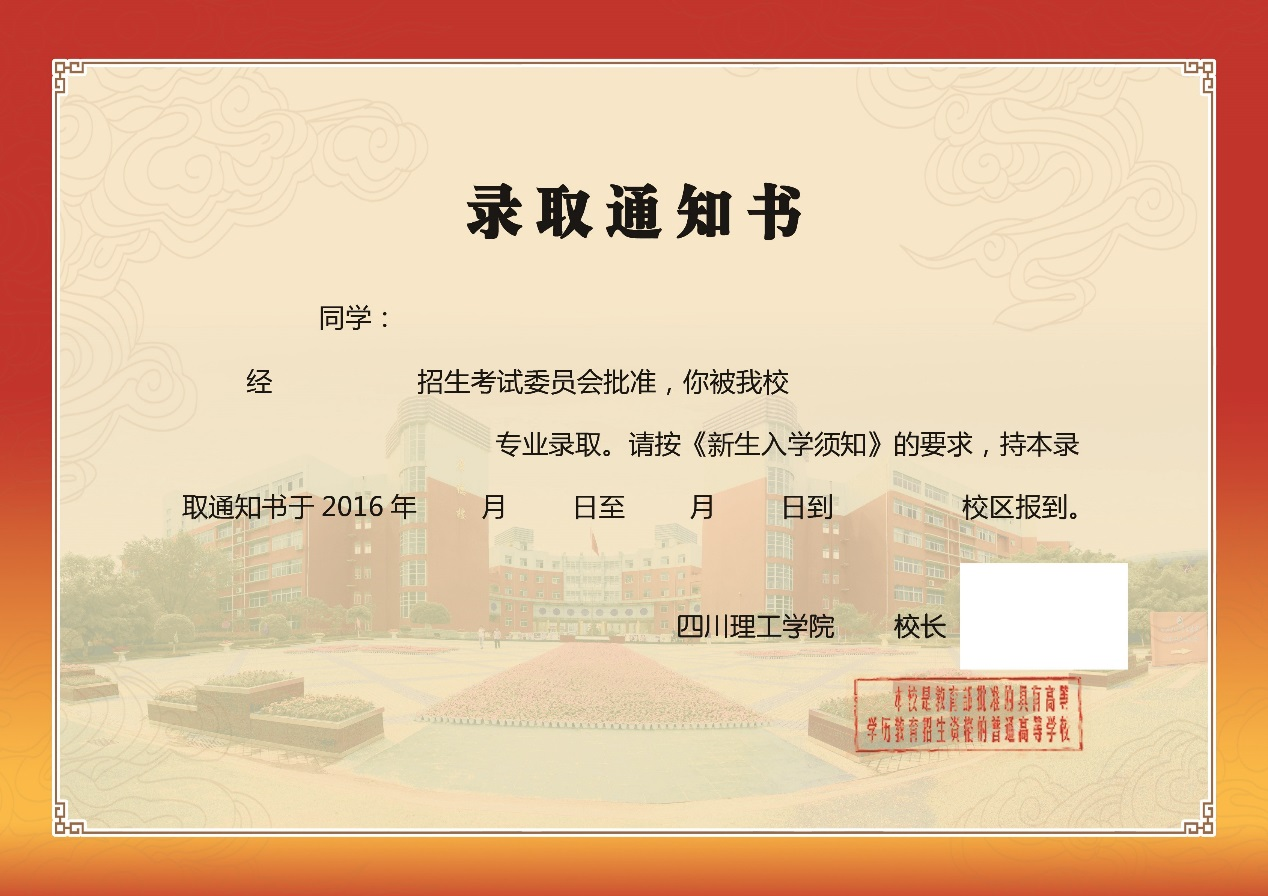 录取通知书
同学：
经 招生考试委员会批准，你被我校
专业录取。请按《新生入学须知》的要求，持本录
取通知书于 2016 年 月 日至 月 日到 校区报到。
四川理工学院 校长
本校是教育部批准的具有高等
学历教育招生资格的普通高等学校